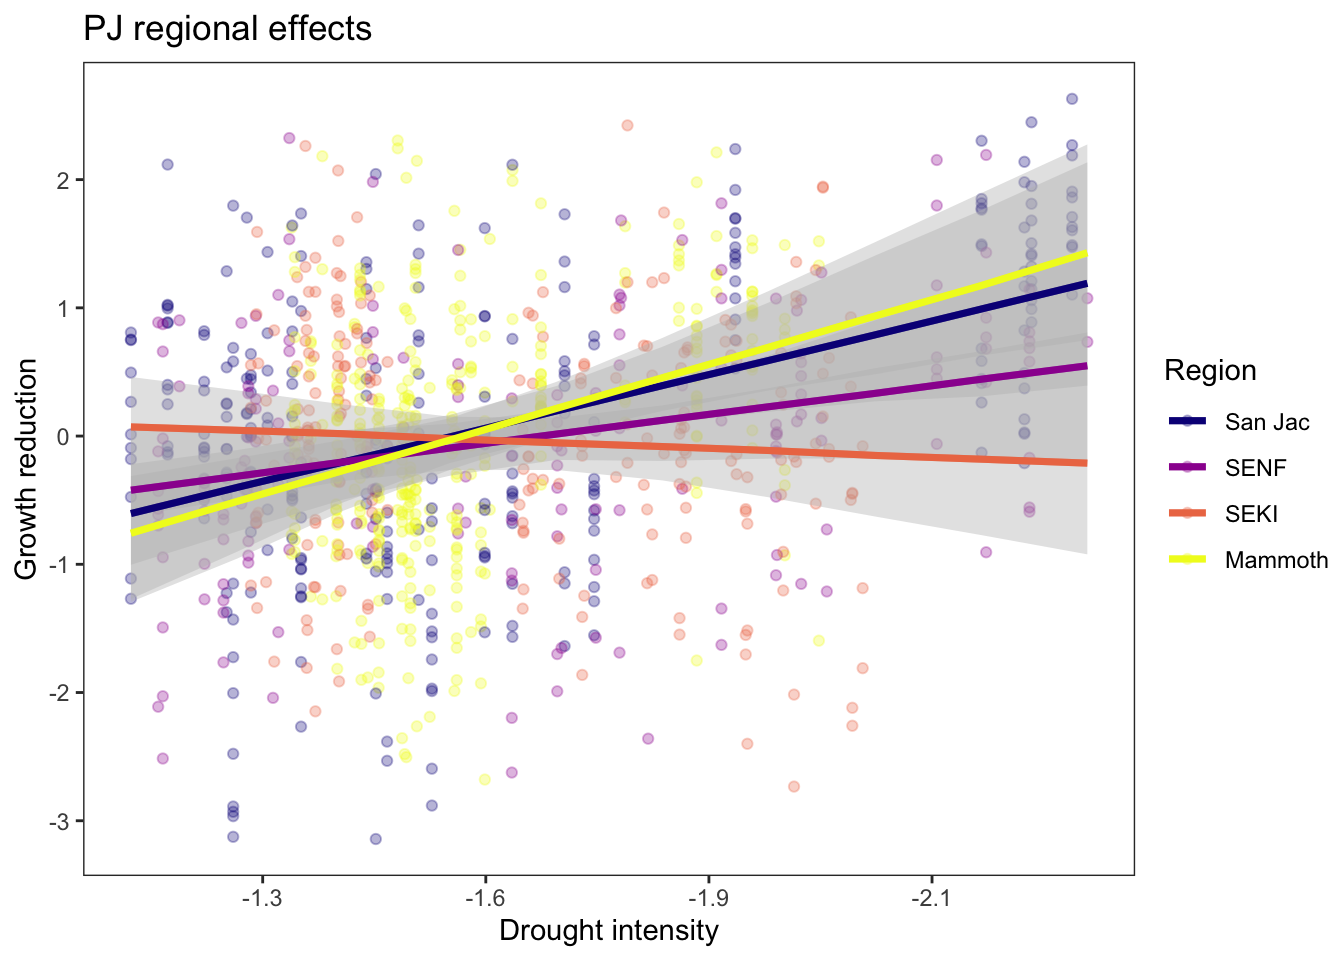 PJ regional effects
Growth reduction
2
1
0
-1
-2
-3
-1.3
-1.6
-1.9
-2.1
Drought intensity
Region
San Jac
SENF
SEKI
Mammoth